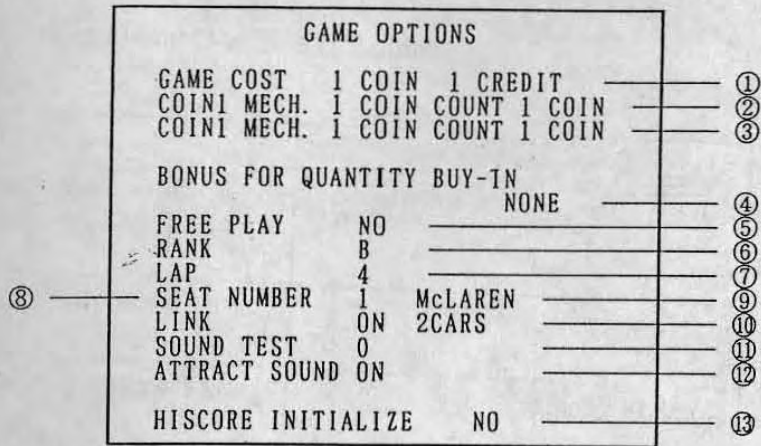 GAME OPTIONS
GAME COST 1 COIN 1 CREDIT ①
COIN1 MECH. 1 COIN COUNT 1 COIN ②
COIN1 MECH. 1 COIN COUNT 1 COIN ③
BONUS FOR QUANTITY BUY-IN
NONE ④
FREE PLAY NO ⑤
RANK B ⑥
LAP 4 ⑦
⑧ SEAT NUMBER 1 McLAREN ⑨
LINK ON 2CARS ⑩
SOUND TEST 0 ⑪
ATTRACT SOUND ON ⑫
HISCORE INITIALIZE NO ⑬